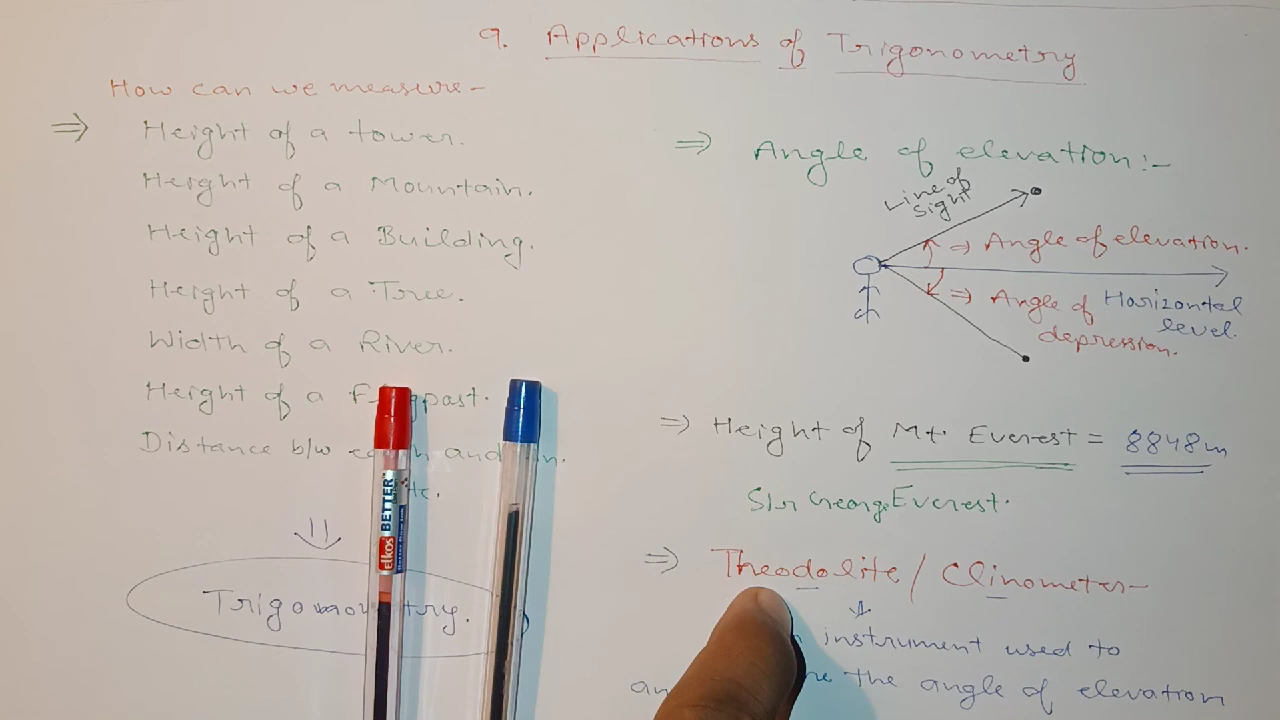 9. Applications of Trigonometry
How can we measure-
⇒ Height of a tower.
Height of a Mountain.
Height of a Building.
Height of a Tree.
Width of a River.
Height of a
Distance b/w and
Trigonometry.
⇒ Angle of elevation:-
Line of
sight
⇒ Angle of elevation.
⇒ Angle of
depression.
Horizontal
level.
⇒ Height of Mt. Everest = 8848m
Sir George Everest.
⇒ Theodolite / Clinometer-
instrument used to
the angle of elevation
elkos BETTER